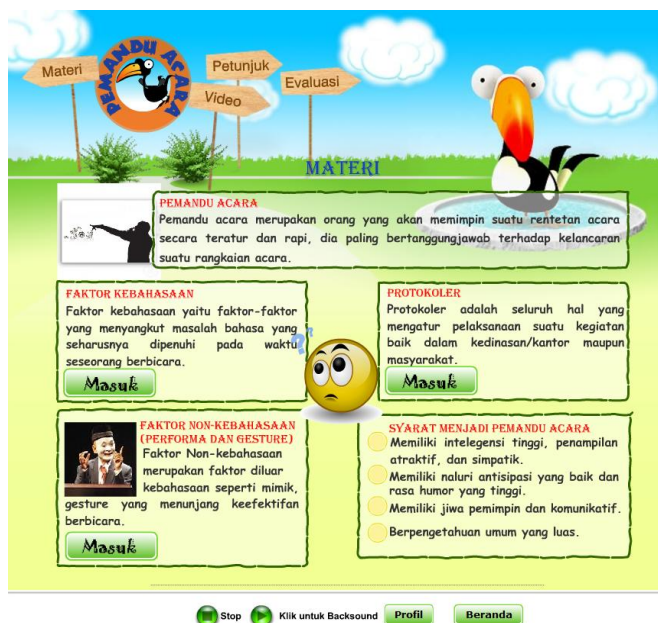 Materi
PEMANDU ACARA
Petunjuk
Video
Evaluasi
MATERI
PEMANDU ACARA
Pemandu acara merupakan orang yang akan memimpin suatu rentetan acara
secara teratur dan rapi, dia paling bertanggungjawab terhadap kelancaran
suatu rangkaian acara.
FAKTOR KEBAHASAAN
Faktor kebahasaan yaitu faktor-faktor
yang menyangkut masalah bahasa yang
seharusnya dipenuhi pada waktu
seseorang berbicara.
Masuk
PROTOKOLER
Protokoler adalah seluruh hal yang
mengatur pelaksanaan suatu kegiatan
baik dalam kedinasan/kantor maupun
masyarakat.
Masuk
??
FAKTOR NON-KEBAHASAAN
(PERFORMA DAN GESTURE)
Faktor Non-kebahasaan
merupakan faktor diluar
kebahasaan seperti mimik,
gesture yang menunjang keefektifan
berbicara.
Masuk
SYARAT MENJADI PEMANDU ACARA
Memiliki intelegensi tinggi, penampilan
atraktif, dan simpatik.
Memiliki naluri antisipasi yang baik dan
rasa humor yang tinggi.
Memiliki jiwa pemimpin dan komunikatif.
Berpengetahuan umum yang luas.
Stop
Klik untuk Backsound
Profil
Beranda